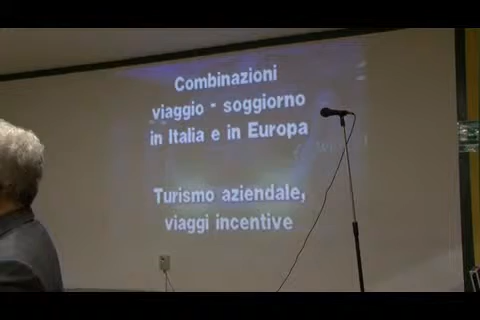 Combinazioni
viaggio - soggiorno
in Italia e in Europa
Turismo aziendale,
viaggi incentive